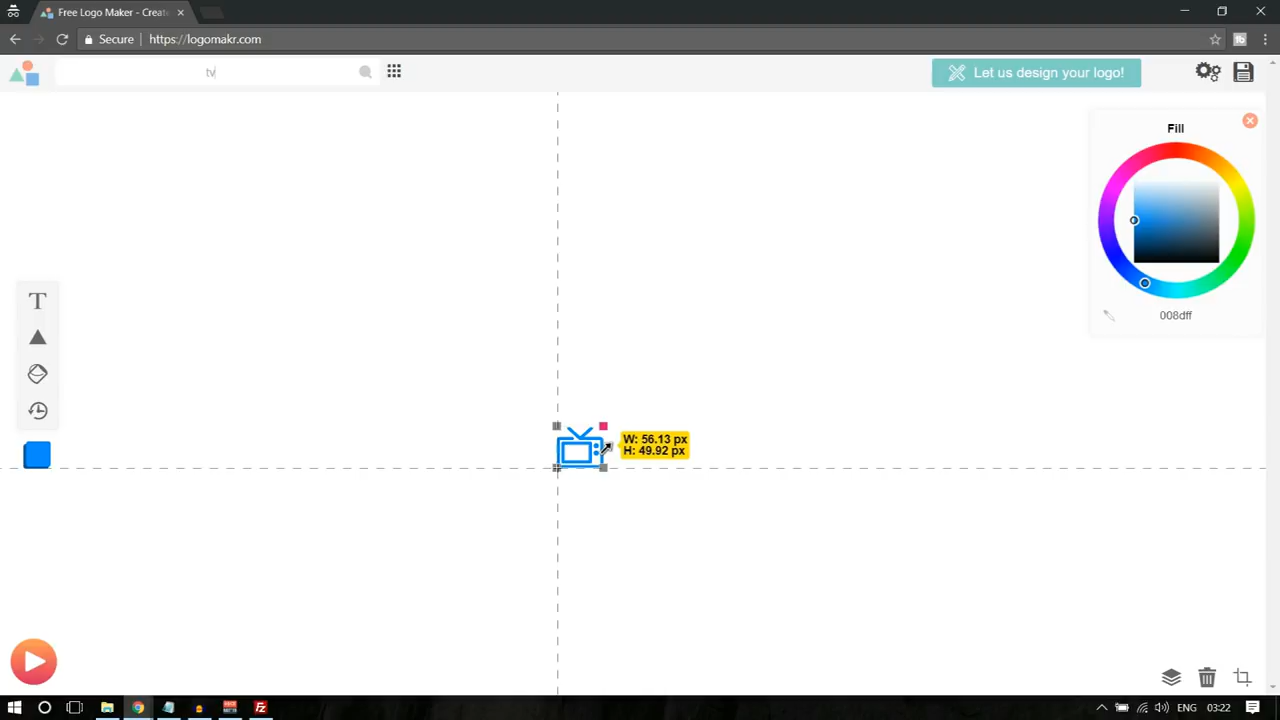 Free Logo Maker - Create
Secure
https://logomakr.com
tv
Let us design your logo!
Fill
T
W: 56.13 px
H: 49.92 px
008dff
ENG
03:22